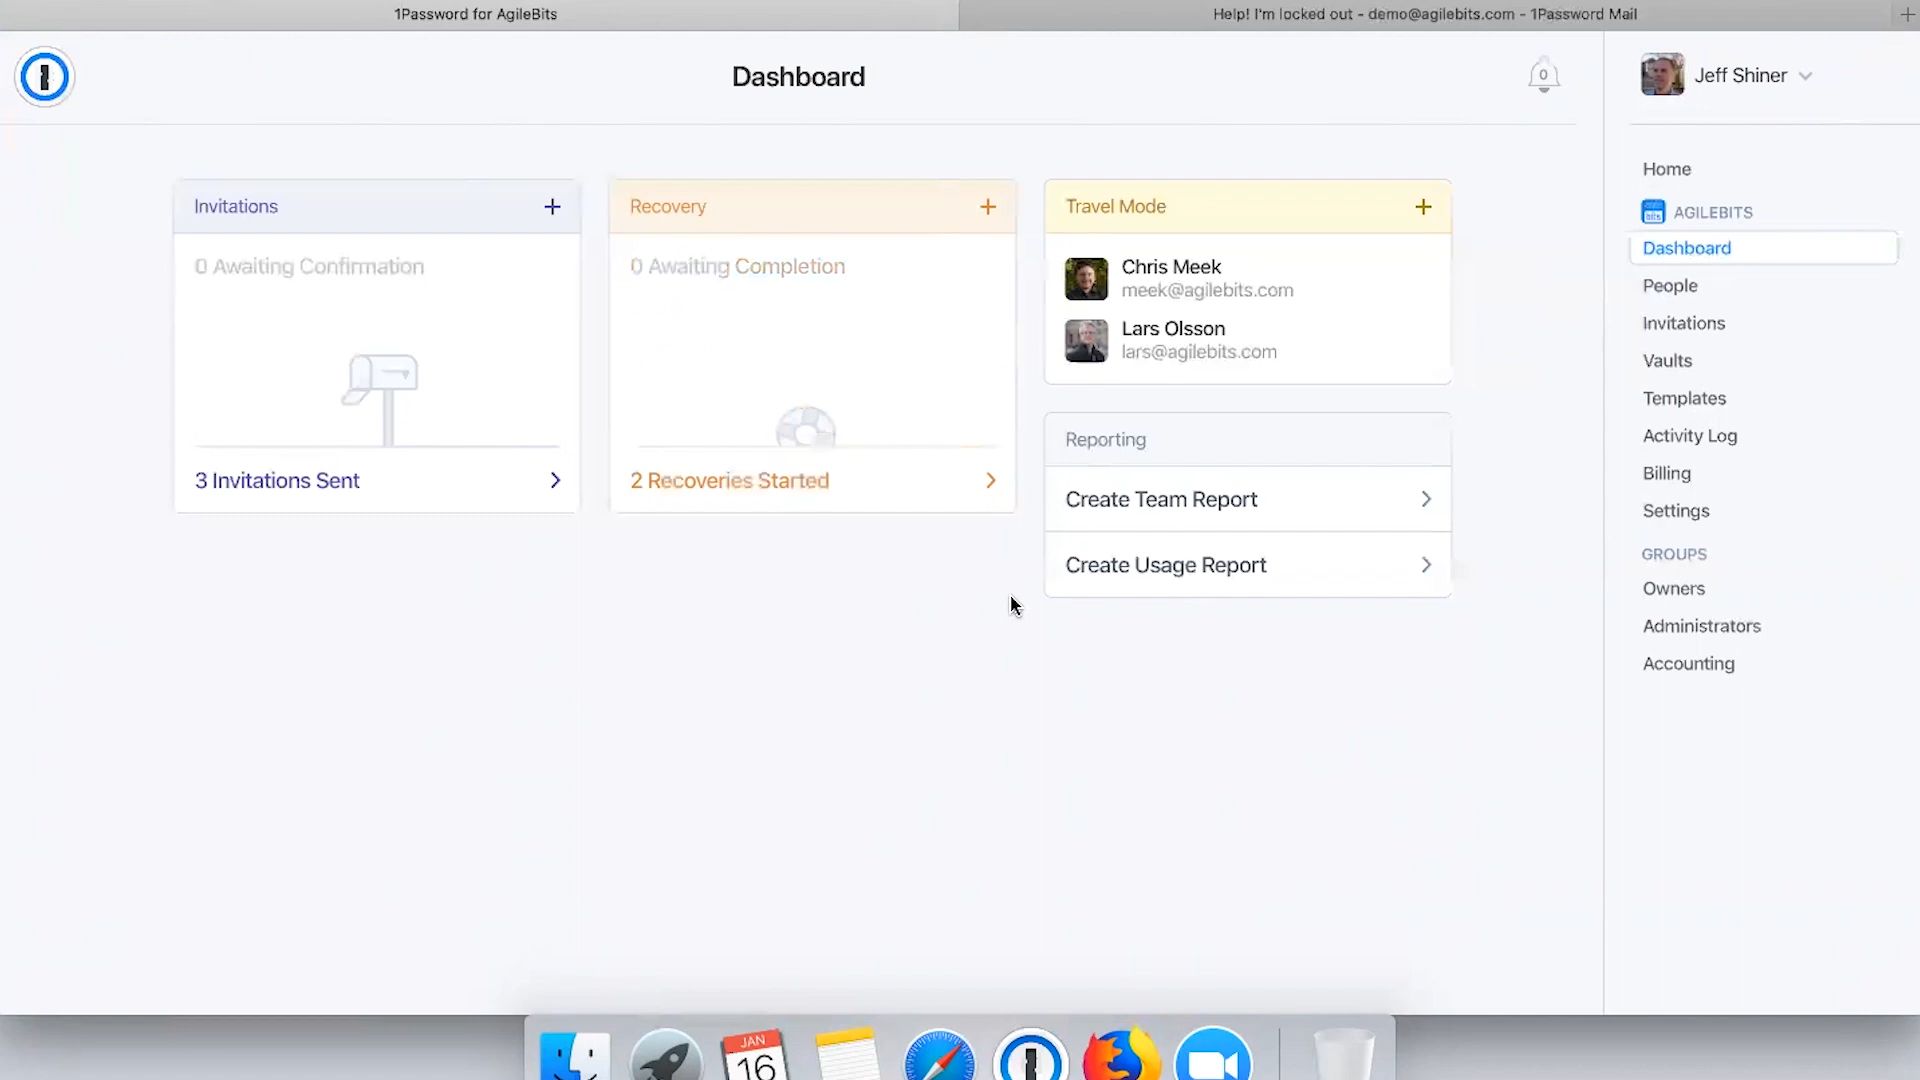 1Password for AgileBits
Help! I'm locked out - demo@agilebits.com - 1Password Mail
Dashboard
0
Jeff Shiner
Invitations
0 Awaiting Confirmation
3 Invitations Sent
Recovery
0 Awaiting Completion
2 Recoveries Started
Travel Mode
Chris Meek
meek@agilebits.com
Lars Olsson
lars@agilebits.com
Reporting
Create Team Report
Create Usage Report
Home
bits
AGILEBITS
Dashboard
People
Invitations
Vaults
Templates
Activity Log
Billing
Settings
GROUPS
Owners
Administrators
Accounting
JAN
16